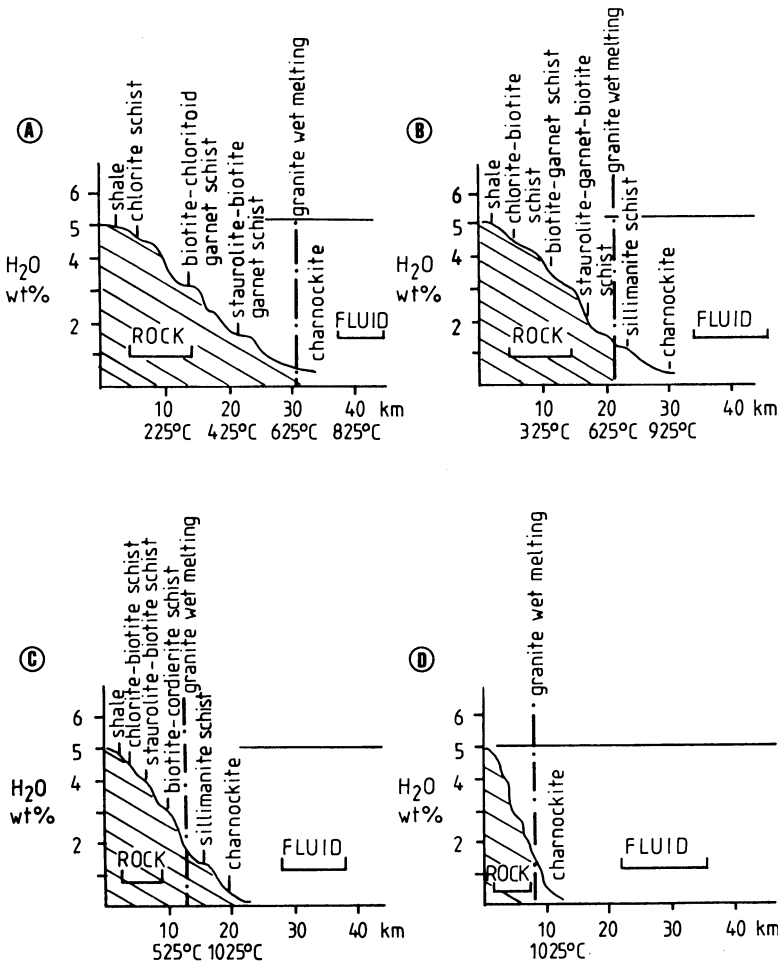 A
shale
chlorite schist
biotite-chloritoid
garnet schist
staurolite-biotite
garnet schist
granite wet melting
charnockite
6
5
4
2
H2O
wt%
ROCK
FLUID
10 20 30 40 km
225°C 425°C 625°C 825°C
B
shale
chlorite-biotite
schist
biotite-garnet schist
staurolite-garnet-biotite
schist
granite wet melting
sillimanite schist
charnockite
6
5
4
2
H2O
wt%
ROCK
FLUID
10 20 30 40 km
325°C 625°C 925°C
C
shale
chlorite-biotite schist
staurolite-biotite schist
biotite-cordierite schist
granite wet melting
sillimanite schist
charnockite
6
5
4
2
H2O
wt%
ROCK
FLUID
10 20 30 km
525°C 1025°C
D
granite wet melting
charnockite
6
5
4
2
H2O
wt%
ROCK
FLUID
10 20 30 km
1025°C